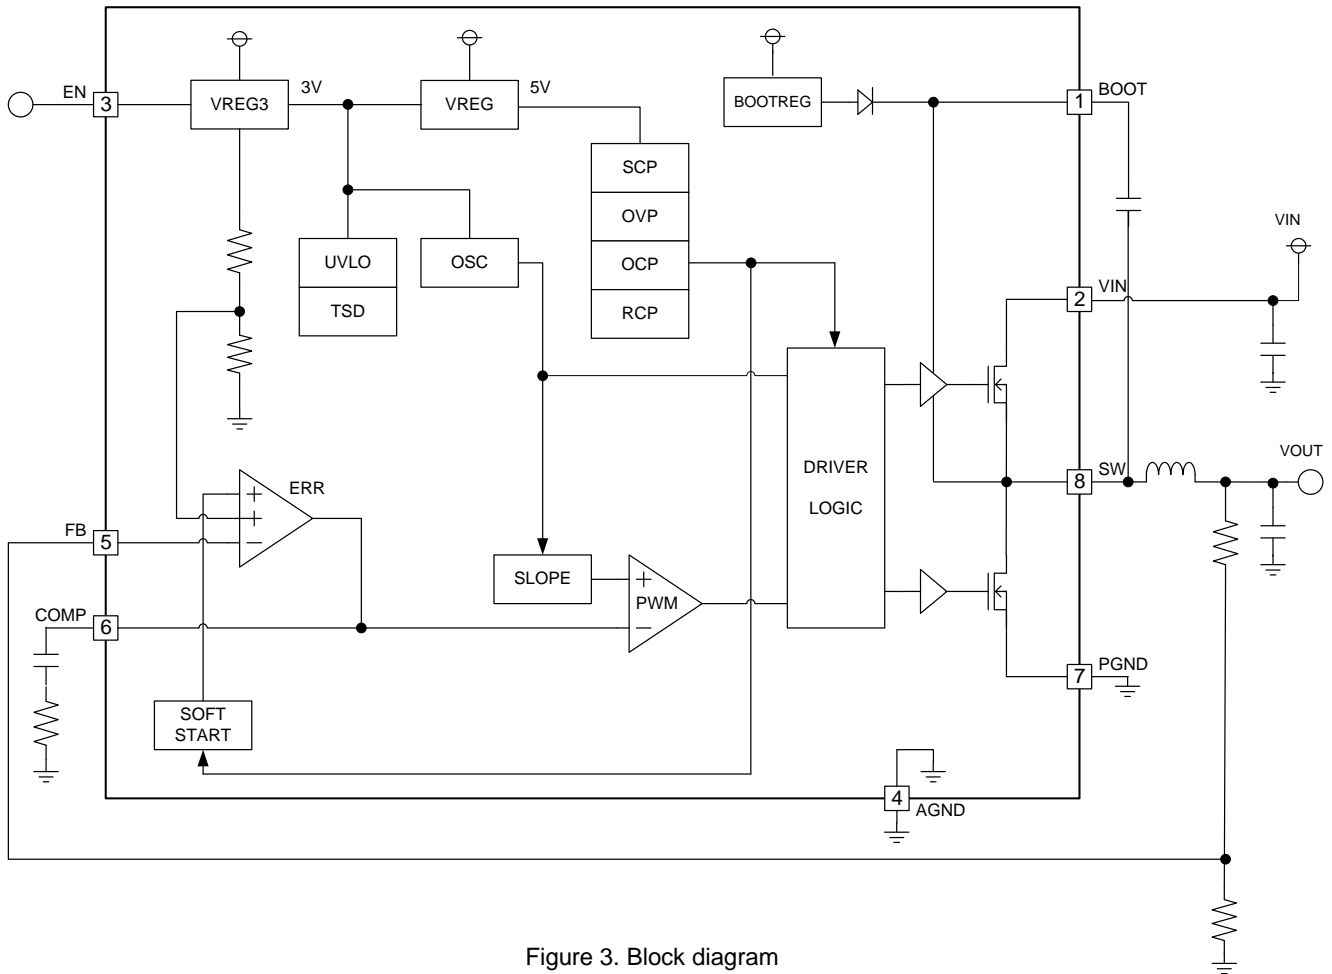 EN
3
VREG3
3V
VREG
5V
BOOTREG
1
BOOT
SCP
OVP
OCP
RCP
UVLO
TSD
OSC
VIN
2
VIN
DRIVER
LOGIC
8
SW
VOUT
ERR
+
+
−
FB
5
SLOPE
+
PWM
−
COMP
6
7
PGND
SOFT
START
4
AGND
Figure 3. Block diagram